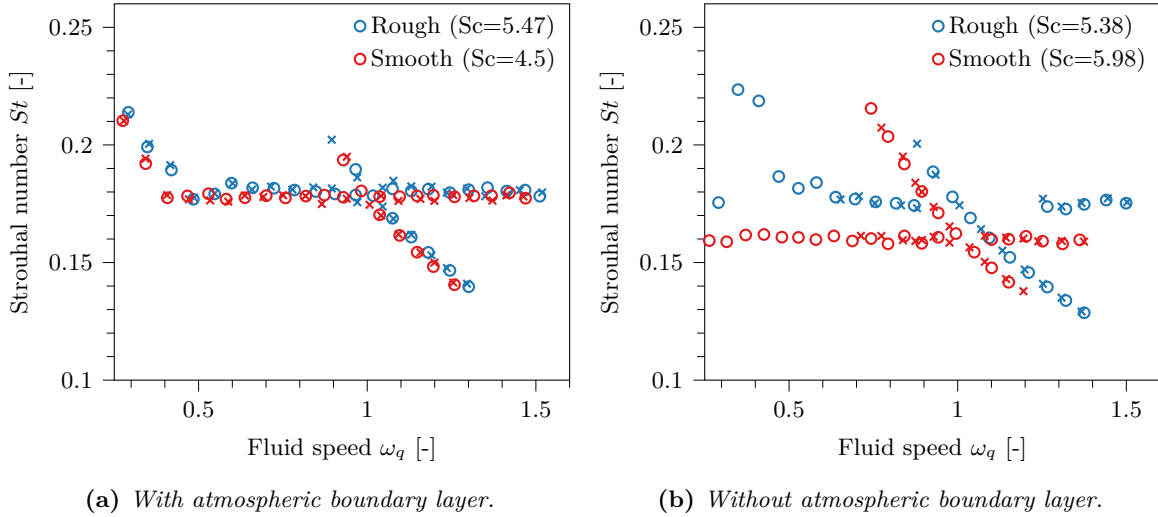 0.25
0.2
0.15
0.1
Strouhal number St [-]
Rough (Sc=5.47)
Smooth (Sc=4.5)
0.5 1 1.5
Fluid speed ω_q [-]
(a) With atmospheric boundary layer.
0.25
0.2
0.15
0.1
Strouhal number St [-]
Rough (Sc=5.38)
Smooth (Sc=5.98)
0.5 1 1.5
Fluid speed ω_q [-]
(b) Without atmospheric boundary layer.